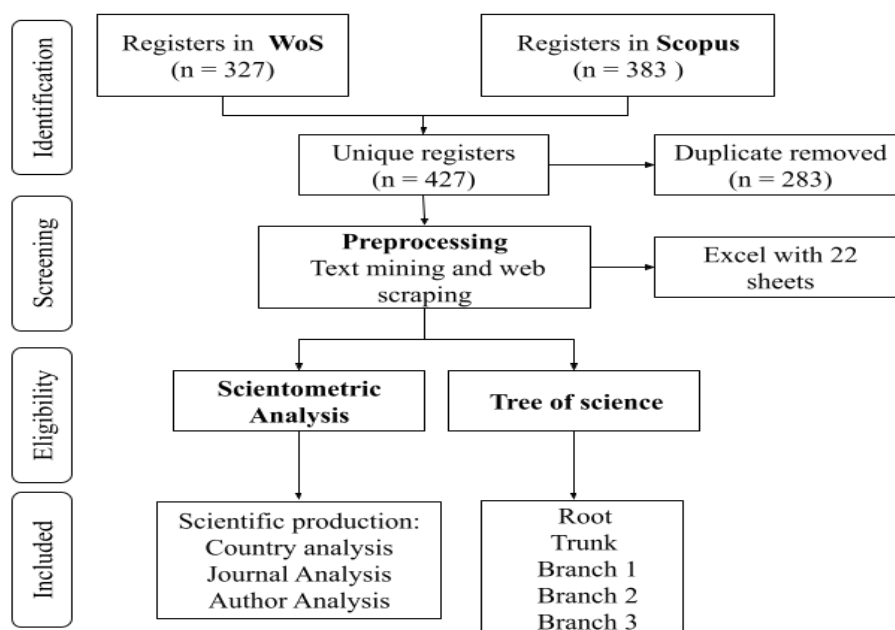 Identification
Registers in WoS
(n = 327)
Registers in Scopus
(n = 383 )
Unique registers
(n = 427)
Duplicate removed
(n = 283)
Screening
Preprocessing
Text mining and web
scraping
Excel with 22
sheets
Eligibility
Scientometric
Analysis
Tree of science
Included
Scientific production:
Country analysis
Journal Analysis
Author Analysis
Root
Trunk
Branch 1
Branch 2
Branch 3